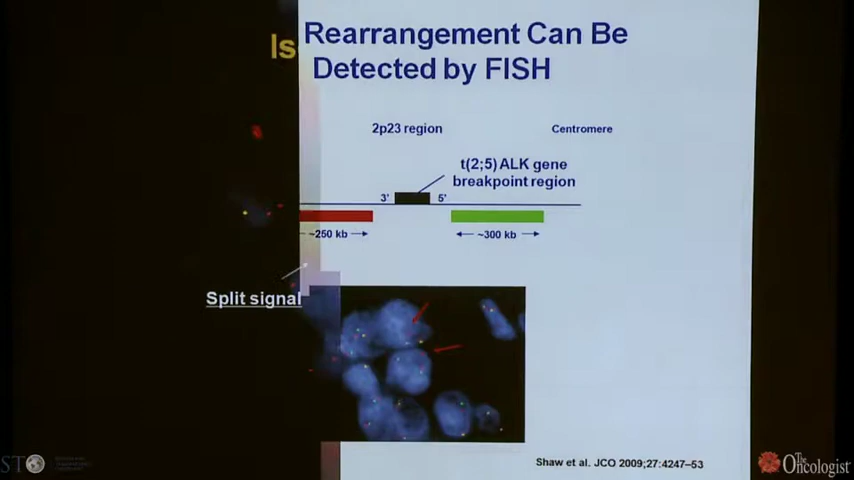 Is
Rearrangement Can Be
Detected by FISH
2p23 region
Centromere
t(2;5) ALK gene
breakpoint region
3'
5'
~250 kb
~300 kb
Split signal
Shaw et al. JCO 2009;27:4247–53
ST
The
Oncologist